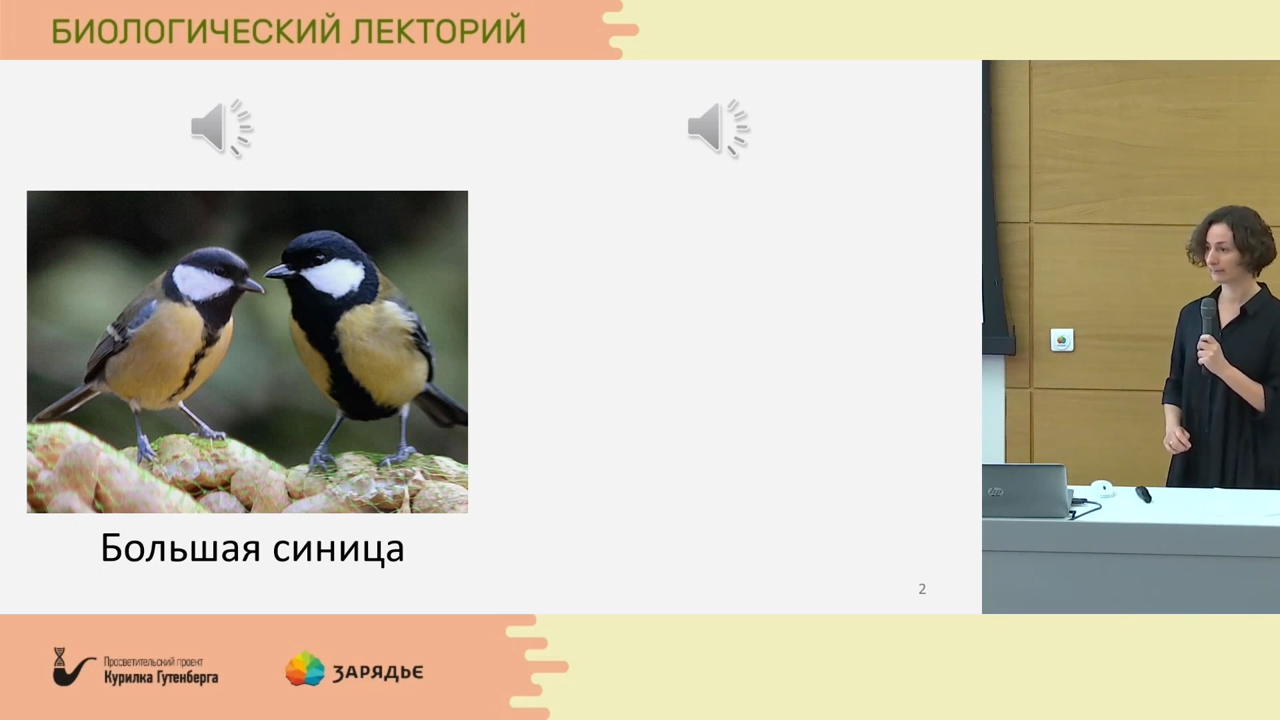 БИОЛОГИЧЕСКИЙ ЛЕКТОРИЙ
Большая синица
2
Просветительский проект
Курилка Гутенберга
ЗАРЯДЬЕ